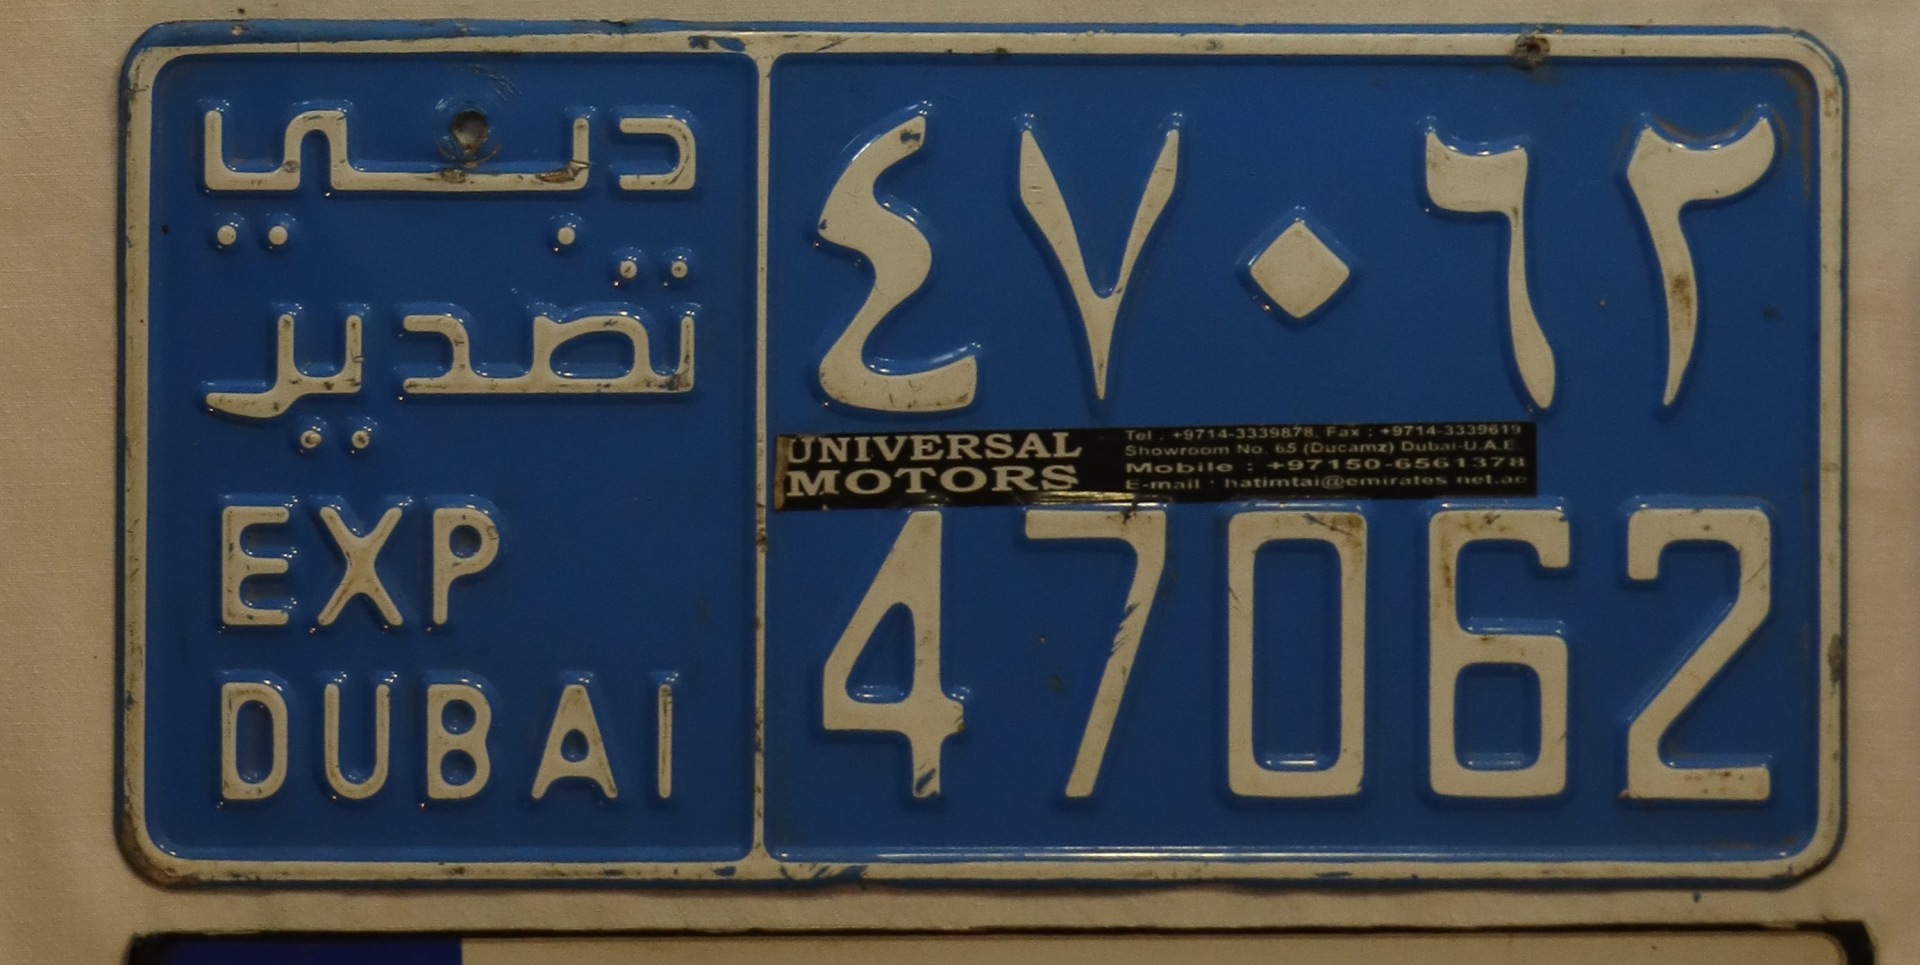 دبي
تصدير
EXP
DUBAI
٤٧٠٦٢
UNIVERSAL
MOTORS
Tel : +9714-3339878, Fax : +9714-3339619
Showroom No. 65 (Ducamz) Dubai-U.A.E
Mobile : +97150-6561378
E-mail : hatimtai@emirates.net.ae
47062